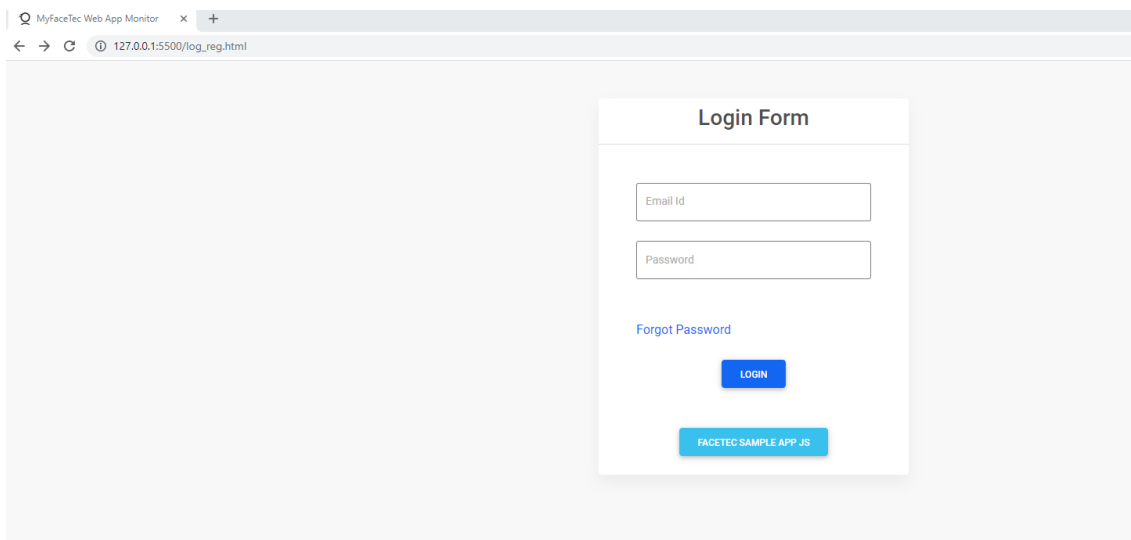 MyFaceTec Web App Monitor
127.0.0.1:5500/log_reg.html
Login Form
Email Id
Password
Forgot Password
LOGIN
FACETEC SAMPLE APP JS